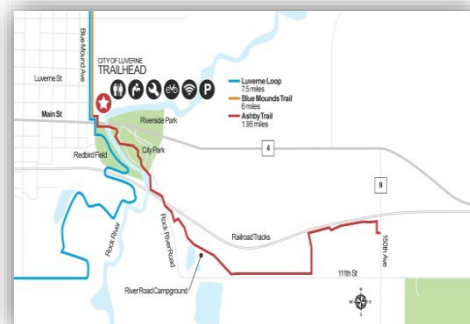 Blue Mound Ave
CITY OF LUVERNE
TRAILHEAD
P
Luverne St
Luverne Loop
7.5 miles
Blue Mounds Trail
6 miles
Ashby Trail
1.95 miles
Main St
Riverside Park
4
Redbird Field
City Park
9
Rock River
Rock River Road
Railroad Tracks
150th Ave
111th St
River Road Campground
N
W
E
S